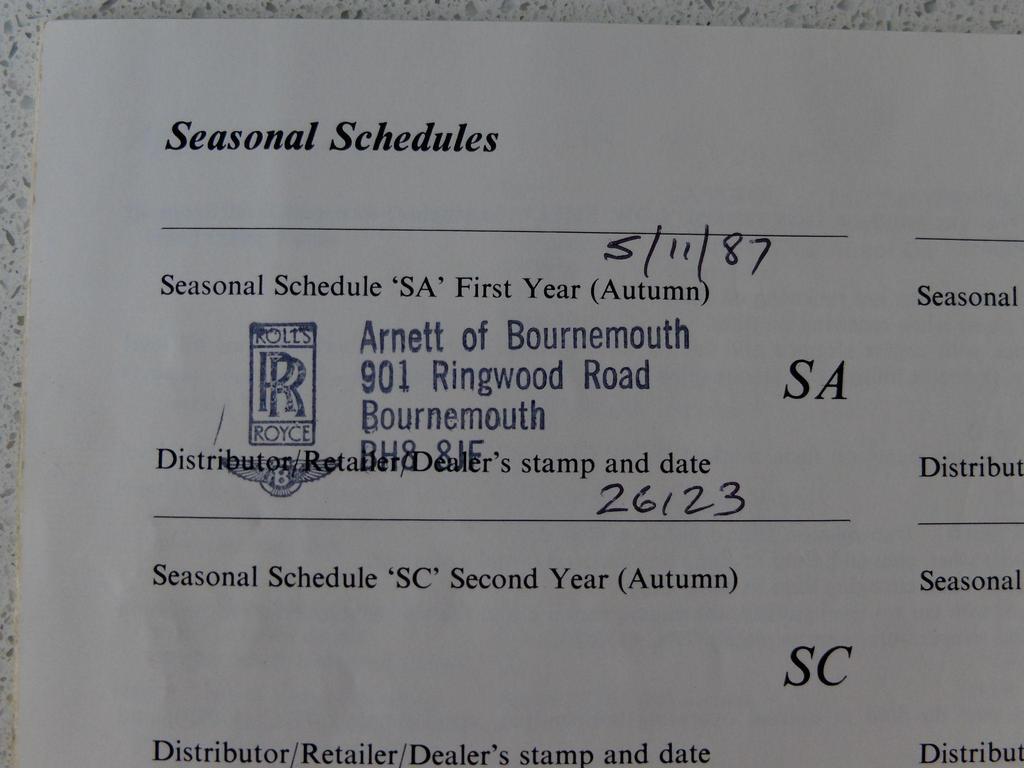 Seasonal Schedules
5/11/87
Seasonal Schedule ‘SA’ First Year (Autumn)
ROLLS
RR
ROYCE
Arnett of Bournemouth
901 Ringwood Road
Bournemouth
BH8
SA
Distributor/Retailer/Dealer's stamp and date
B
26123
Seasonal Schedule ‘SC’ Second Year (Autumn)
SC
Distributor/Retailer/Dealer's stamp and date
Seasonal
Distribut
Seasonal
Distribut